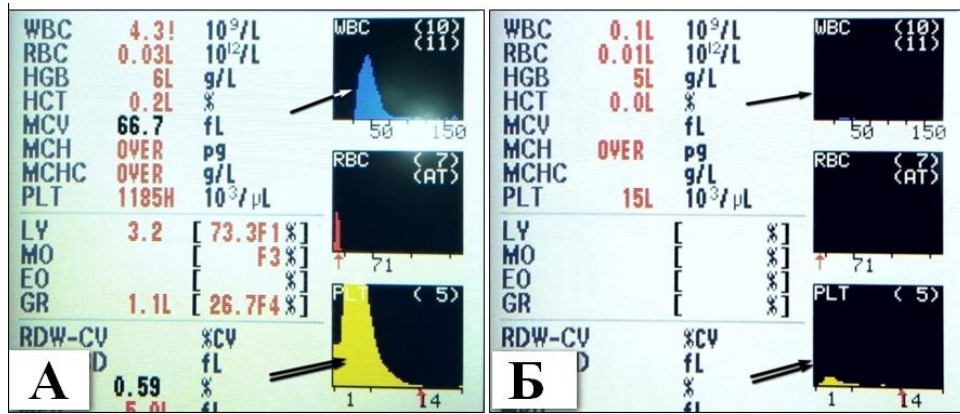 WBC 4.3! 10⁹/L
RBC 0.03L 10¹²/L
HGB 6L g/L
HCT 0.2L %
MCV 66.7 fL
MCH OVER pg
MCHC OVER g/L
PLT 1185H 10³/μL
LY 3.2 [ 73.3F1%]
MO [ F3%]
EO [ %]
GR 1.1L [ 26.7F4%]
RDW-CV %CV
D fL
0.59 %
5.0L fL
WBC (10)
(11)
50 150
RBC ( 7)
(AT)
71
PLT ( 5)
1 14
А
WBC 0.1L 10⁹/L
RBC 0.01L 10¹²/L
HGB 5L g/L
HCT 0.0L %
MCV fL
MCH OVER pg
MCHC g/L
PLT 15L 10³/μL
LY [ %]
MO [ %]
EO [ %]
GR [ %]
RDW-CV %CV
D fL
%
fL
WBC (10)
(11)
50 150
RBC ( 7)
(AT)
71
PLT ( 5)
1 14
Б